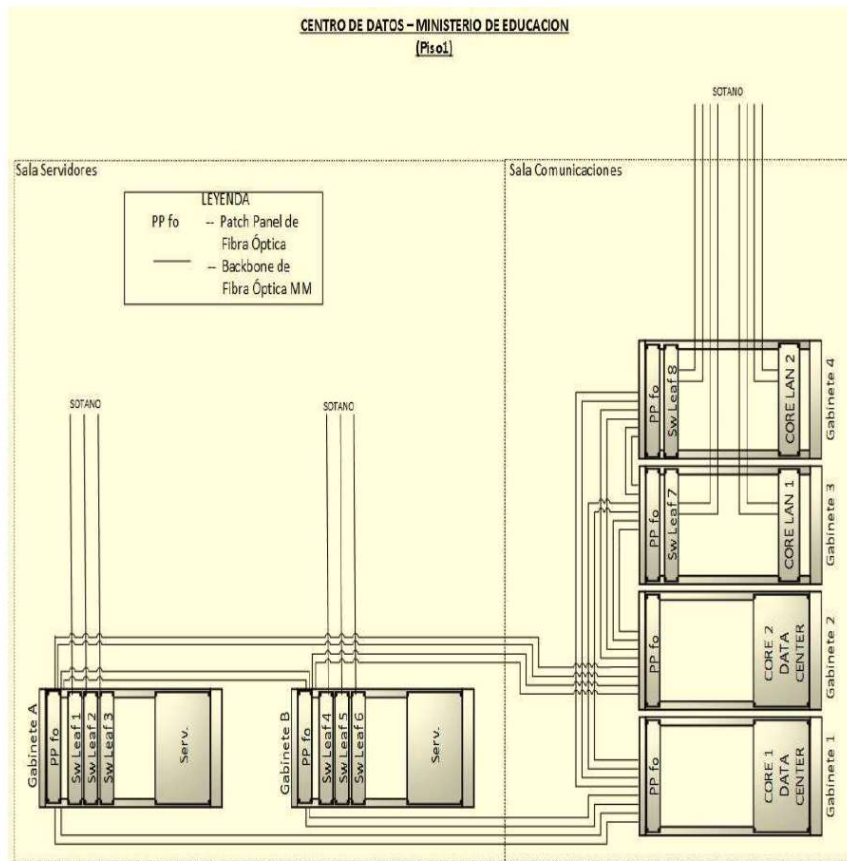 CENTRO DE DATOS – MINISTERIO DE EDUCACION
(Piso1)
SOTANO
Sala Servidores
Sala Comunicaciones
LEYENDA
PP fo -- Patch Panel de
Fibra Óptica
-- Backbone de
Fibra Óptica MM
PP fo
Sw Leaf 8
CORE LAN 2
Gabinete 4
SOTANO
SOTANO
PP fo
Sw Leaf 7
CORE LAN 1
Gabinete 3
PP fo
CORE 2
DATA
CENTER
Gabinete 2
Gabinete A
PP fo
Sw Leaf 1
Sw Leaf 2
Sw Leaf 3
Serv.
Gabinete B
PP fo
Sw Leaf 4
Sw Leaf 5
Sw Leaf 6
Serv.
PP fo
CORE 1
DATA
CENTER
Gabinete 1